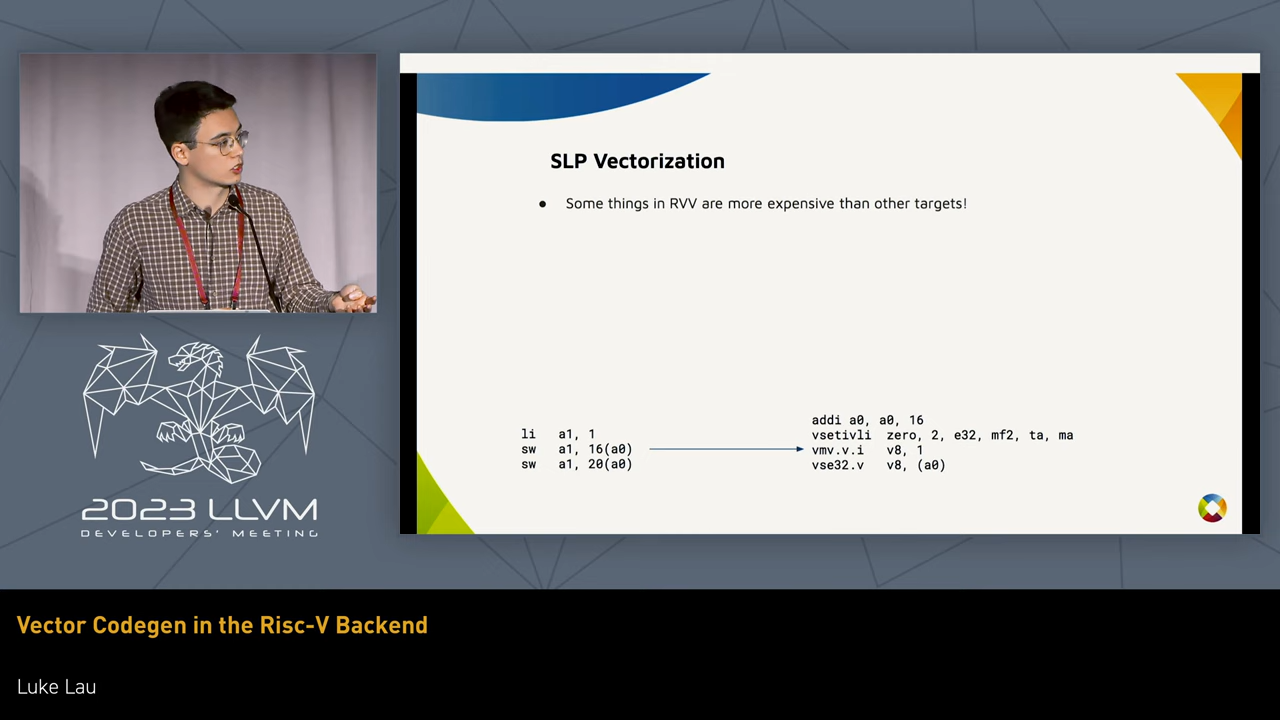 SLP Vectorization
● Some things in RVV are more expensive than other targets!
li a1, 1
sw a1, 16(a0)
sw a1, 20(a0)
addi a0, a0, 16
vsetivli zero, 2, e32, mf2, ta, ma
vmv.v.i v8, 1
vse32.v v8, (a0)
2023 LLVM
DEVELOPERS' MEETING
Vector Codegen in the Risc-V Backend
Luke Lau